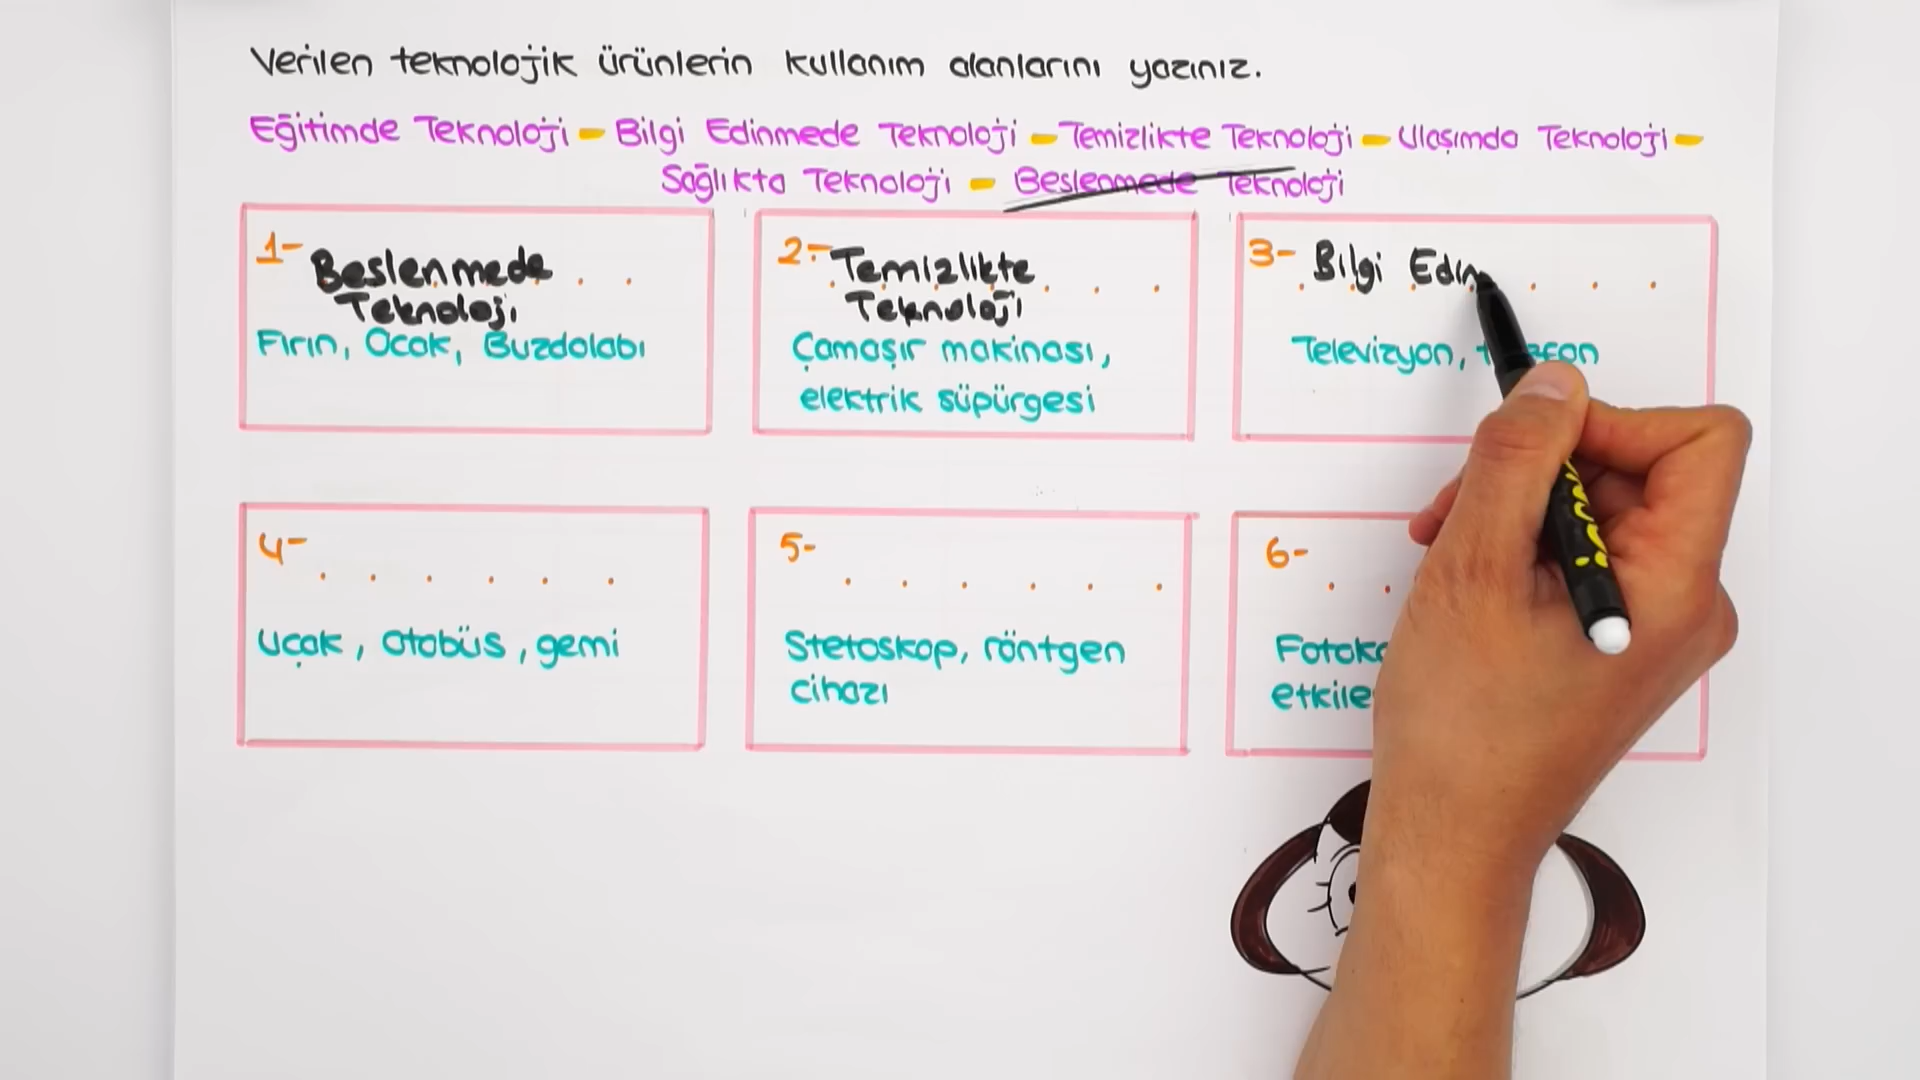 Verilen teknolojik ürünlerin kullanım alanlarını yazınız.
Eğitimde Teknoloji - Bilgi Edinmede Teknoloji - Temizlikte Teknoloji - Ulaşımda Teknoloji -
Sağlıkta Teknoloji - Beslenmede Teknoloji
1- Beslenmede . .
Teknoloji
Fırın, Ocak, Buzdolabı
2- Temizlikte . . .
Teknoloji
Çamaşır makinası,
elektrik süpürgesi
3- Bilgi Edin . . .
Televizyon,
4- . . . . . .
Uçak, Otobüs, gemi
5- . . . . . .
Stetoskop, röntgen
cihazı
6- . .